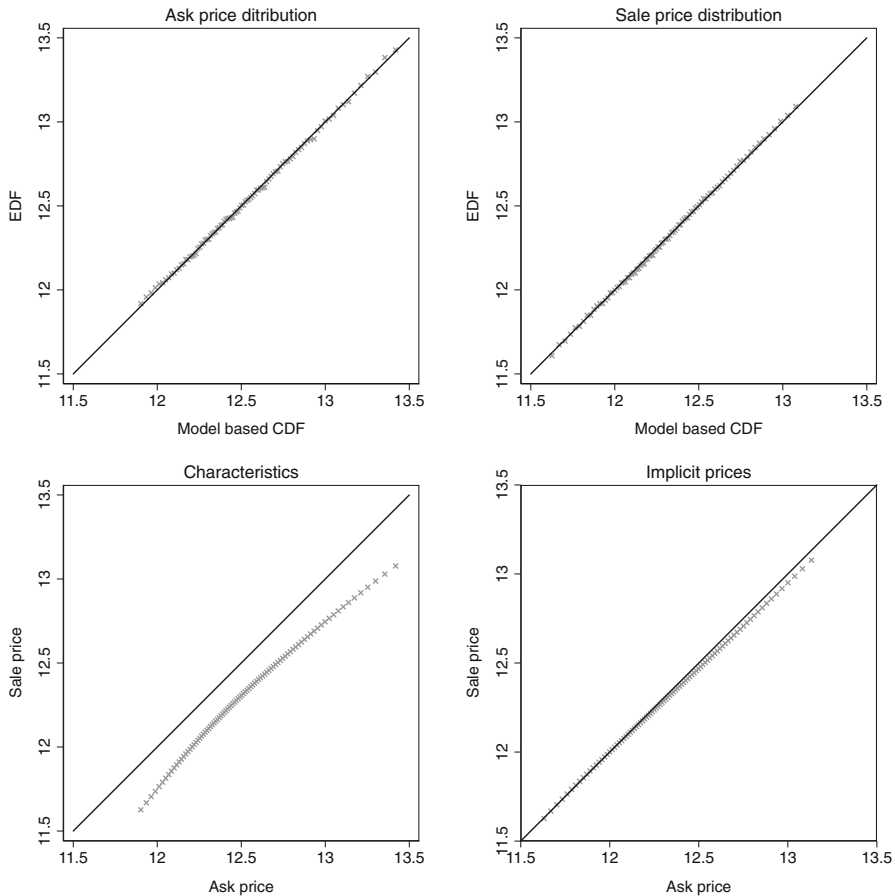 Ask price ditribution
13.5
13
12.5
12
11.5
EDF
11.5 12 12.5 13 13.5
Model based CDF
Sale price distribution
13.5
13
12.5
12
11.5
EDF
11.5 12 12.5 13 13.5
Model based CDF
Characteristics
13.5
13
12.5
12
11.5
Sale price
11.5 12 12.5 13 13.5
Ask price
Implicit prices
13.5
13
12.5
12
11.5
Sale price
11.5 12 12.5 13 13.5
Ask price